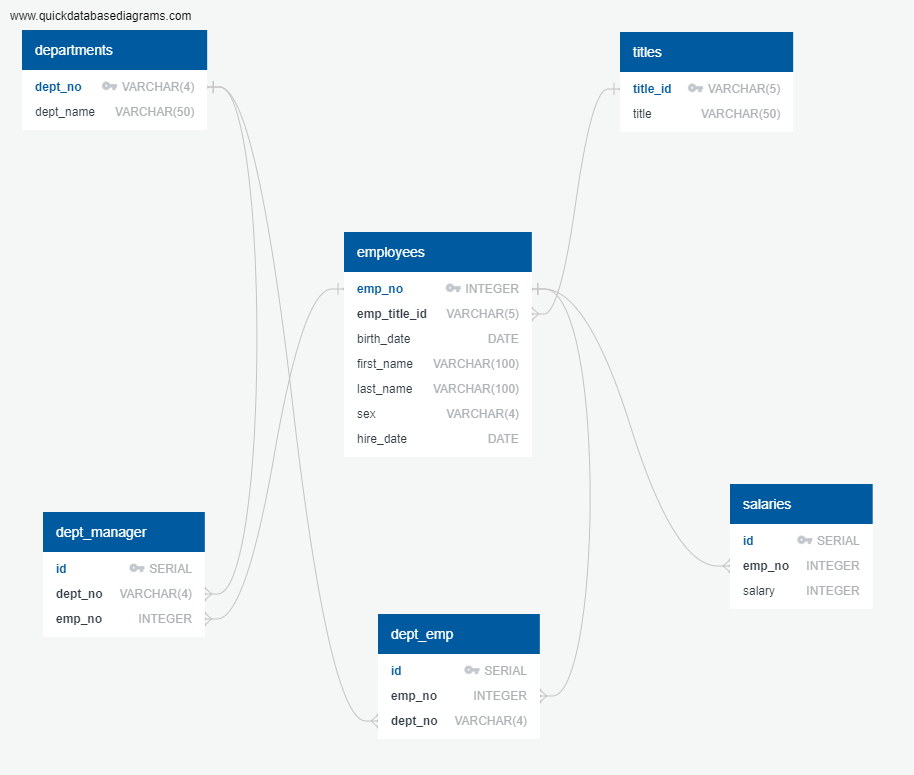 www.quickdatabasediagrams.com
departments
dept_no VARCHAR(4)
dept_name VARCHAR(50)
titles
title_id VARCHAR(5)
title VARCHAR(50)
employees
emp_no INTEGER
emp_title_id VARCHAR(5)
birth_date DATE
first_name VARCHAR(100)
last_name VARCHAR(100)
sex VARCHAR(4)
hire_date DATE
dept_manager
id SERIAL
dept_no VARCHAR(4)
emp_no INTEGER
salaries
id SERIAL
emp_no INTEGER
salary INTEGER
dept_emp
id SERIAL
emp_no INTEGER
dept_no VARCHAR(4)